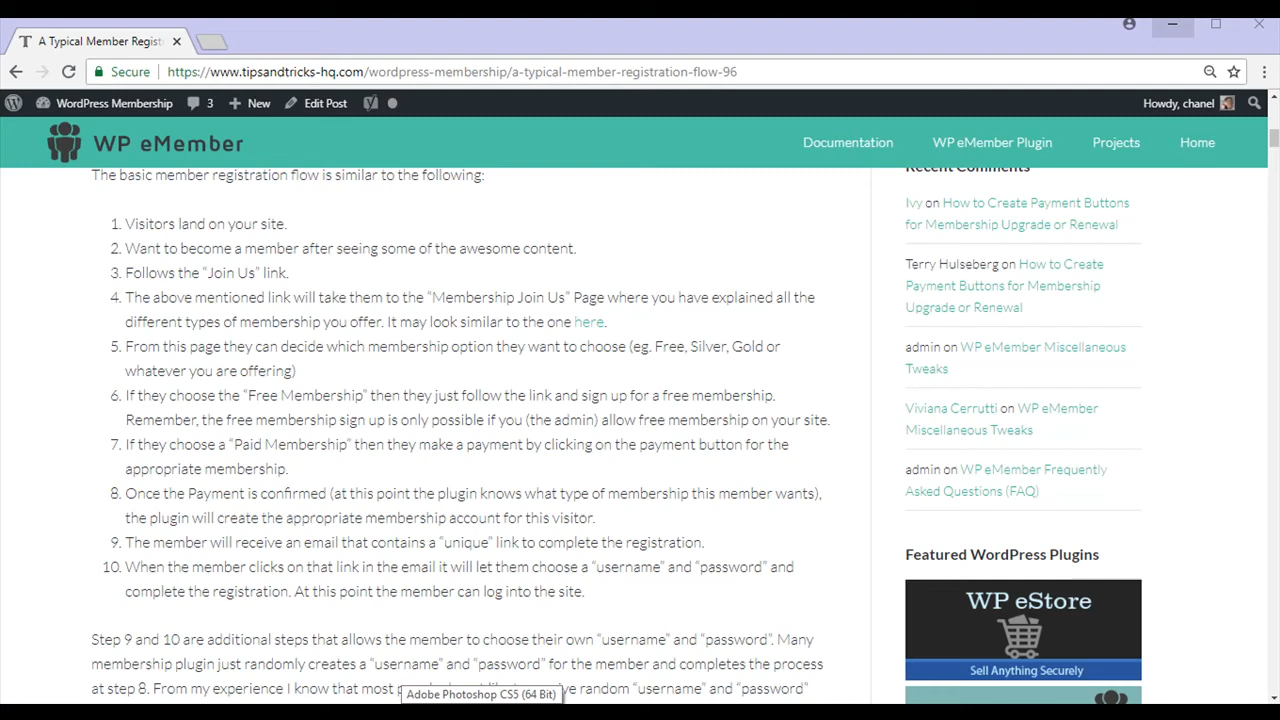 A Typical Member Regist
Secure
https://www.tipsandtricks-hq.com/wordpress-membership/a-typical-member-registration-flow-96
WordPress Membership
3
New
Edit Post
Howdy, chanel
WP eMember
Documentation
WP eMember Plugin
Projects
Home
The basic member registration flow is similar to the following:
1. Visitors land on your site.
2. Want to become a member after seeing some of the awesome content.
3. Follows the “Join Us” link.
4. The above mentioned link will take them to the “Membership Join Us” Page where you have explained all the
different types of membership you offer. It may look similar to the one here.
5. From this page they can decide which membership option they want to choose (eg. Free, Silver, Gold or
whatever you are offering)
6. If they choose the “Free Membership” then they just follow the link and sign up for a free membership.
Remember, the free membership sign up is only possible if you (the admin) allow free membership on your site.
7. If they choose a “Paid Membership” then they make a payment by clicking on the payment button for the
appropriate membership.
8. Once the Payment is confirmed (at this point the plugin knows what type of membership this member wants),
the plugin will create the appropriate membership account for this visitor.
9. The member will receive an email that contains a “unique” link to complete the registration.
10. When the member clicks on that link in the email it will let them choose a “username” and “password” and
complete the registration. At this point the member can log into the site.
Step 9 and 10 are additional steps that allows the member to choose their own “username” and “password”. Many
membership plugin just randomly creates a “username” and “password” for the member and completes the process
at step 8. From my experience I know that most random “username” and “password”
Adobe Photoshop CS5 (64 Bit)
Recent Comments
Ivy on How to Create Payment Buttons
for Membership Upgrade or Renewal
Terry Hulseberg on How to Create
Payment Buttons for Membership
Upgrade or Renewal
admin on WP eMember Miscellaneous
Tweaks
Viviana Cerrutti on WP eMember
Miscellaneous Tweaks
admin on WP eMember Frequently
Asked Questions (FAQ)
Featured WordPress Plugins
WP eStore
Sell Anything Securely